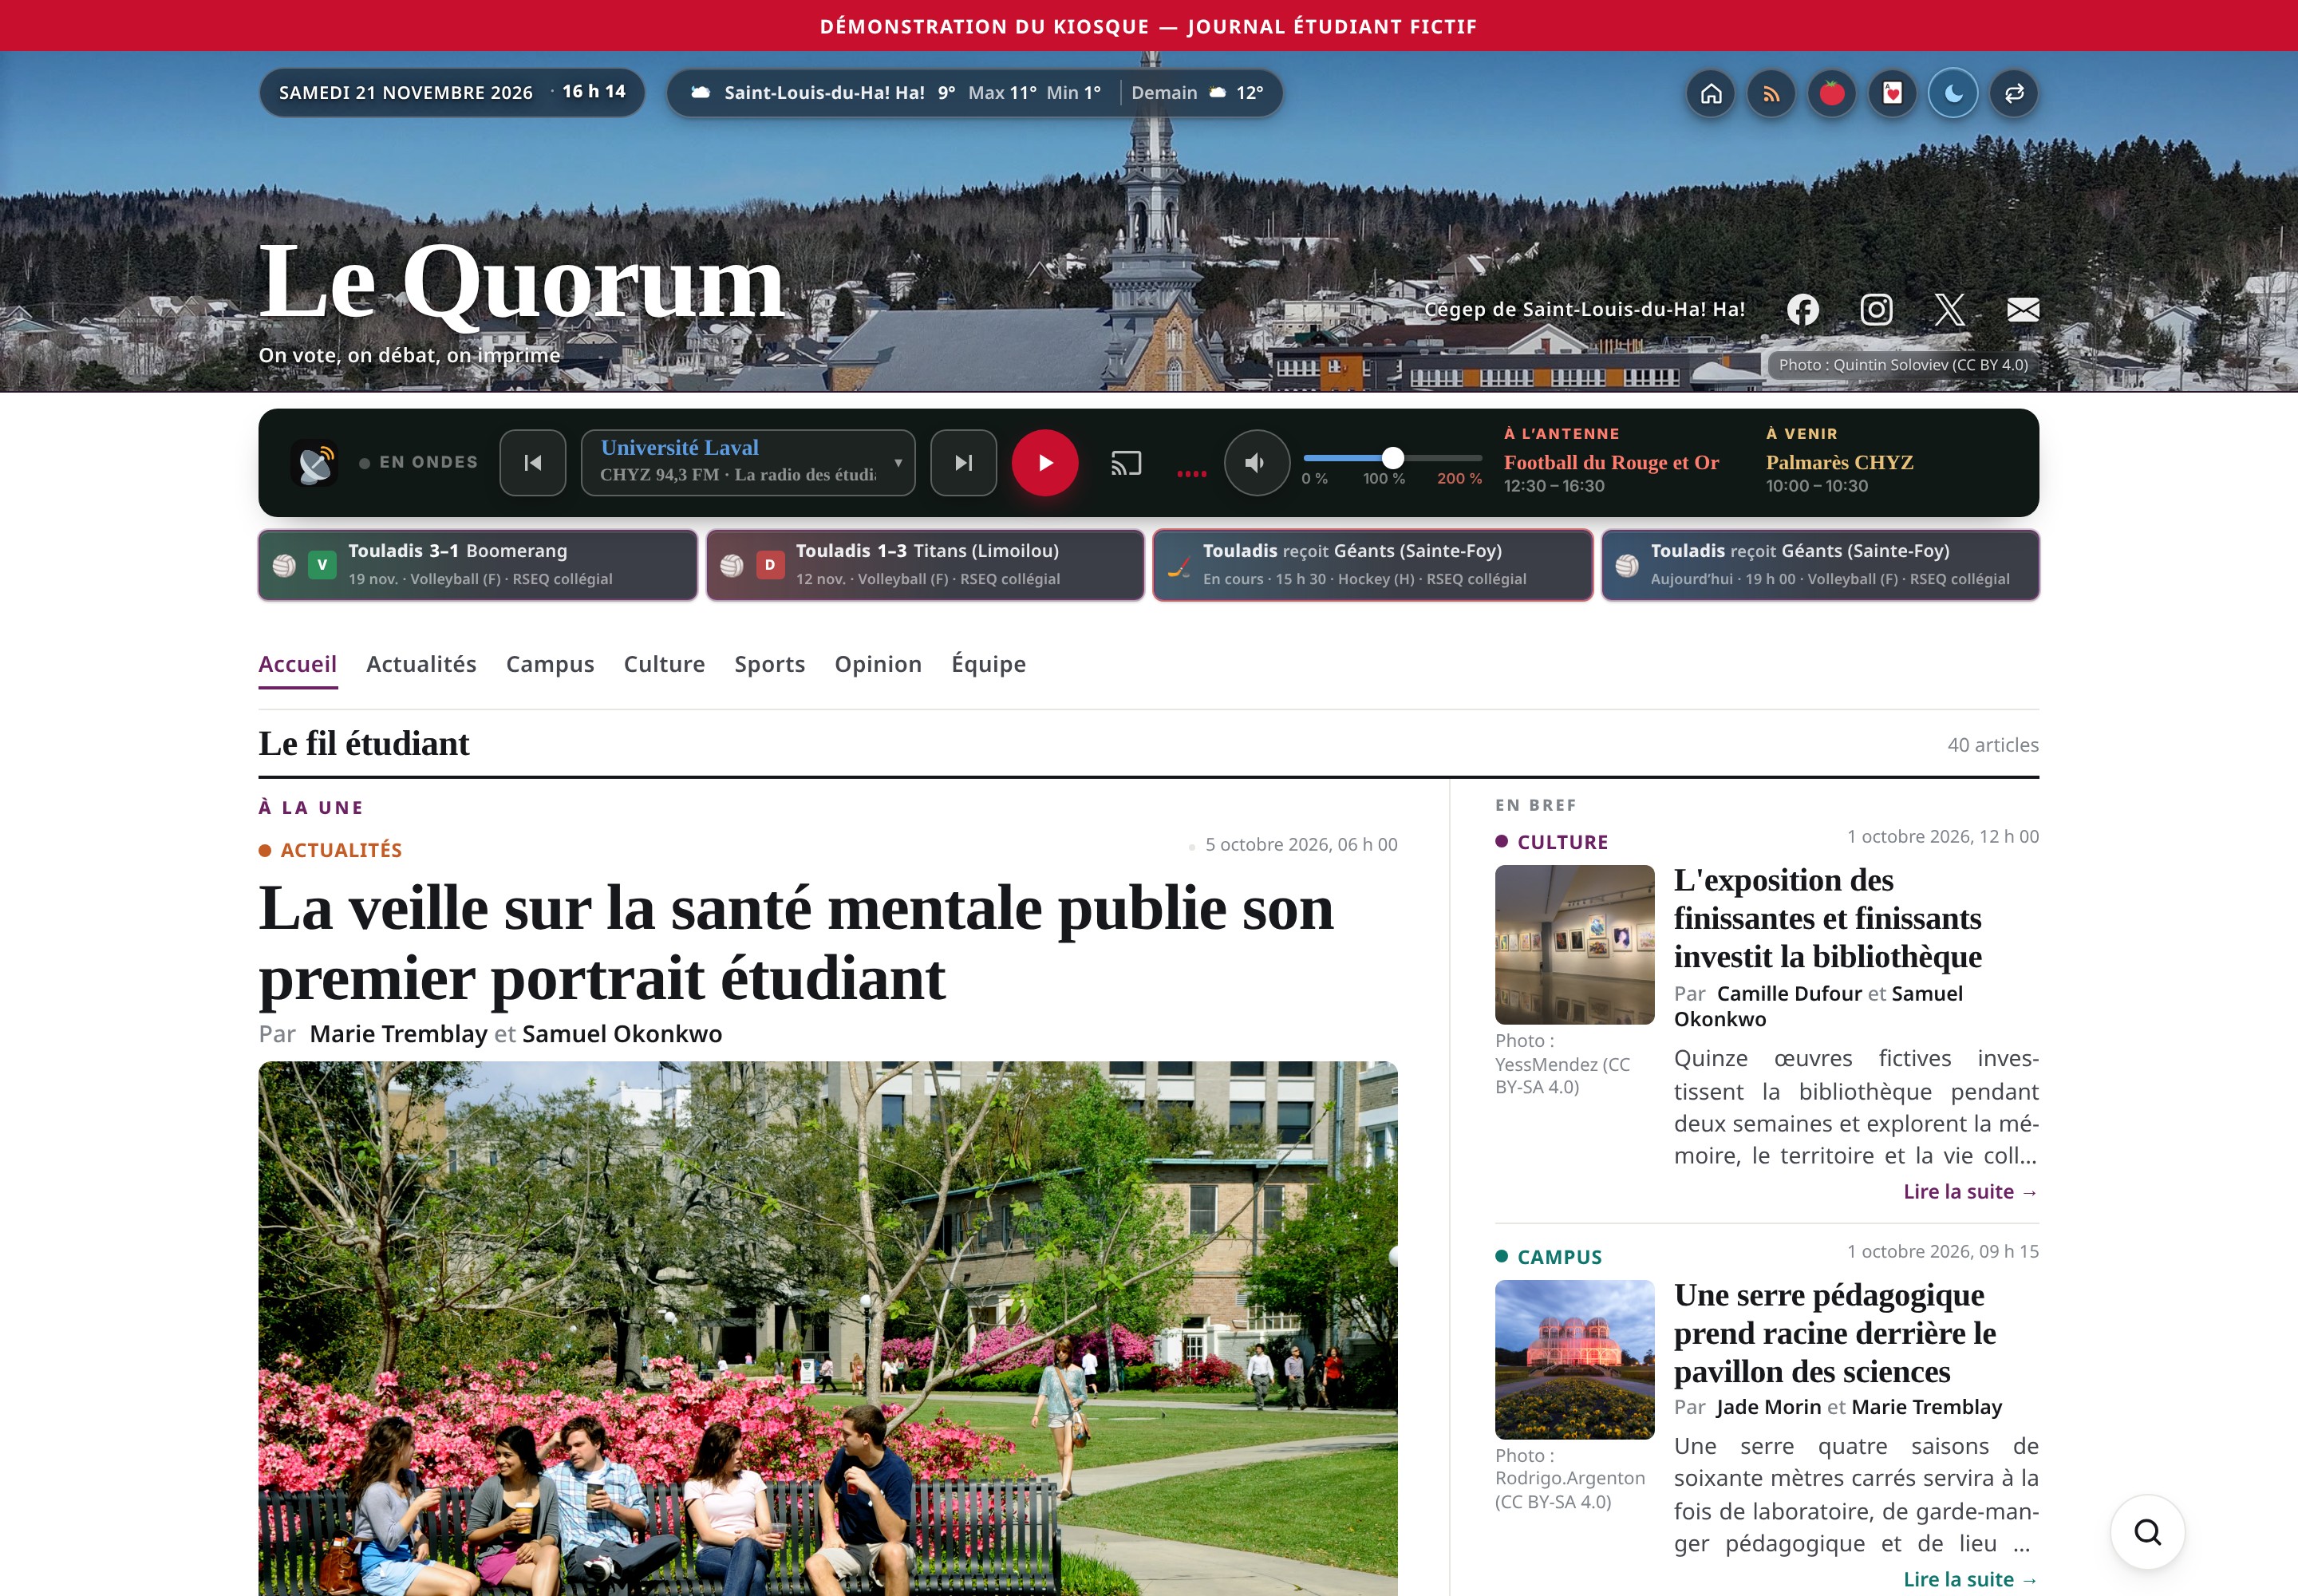 DÉMONSTRATION DU KIOSQUE — JOURNAL ÉTUDIANT FICTIF
SAMEDI 21 NOVEMBRE 2026 · 16 h 14
Saint-Louis-du-Ha! Ha! 9° Max 11° Min 1° Demain 12°
Le Quorum
On vote, on débat, on imprime
Cégep de Saint-Louis-du-Ha! Ha!
Photo : Quintin Soloviev (CC BY 4.0)
EN ONDES
Université Laval
CHYZ 94,3 FM · La radio des étudi
0 % 100 % 200 %
À L’ANTENNE
Football du Rouge et Or
12:30 – 16:30
À VENIR
Palmarès CHYZ
10:00 – 10:30
V
Touladis 3–1 Boomerang
19 nov. · Volleyball (F) · RSEQ collégial
D
Touladis 1–3 Titans (Limoilou)
12 nov. · Volleyball (F) · RSEQ collégial
Touladis reçoit Géants (Sainte-Foy)
En cours · 15 h 30 · Hockey (H) · RSEQ collégial
Touladis reçoit Géants (Sainte-Foy)
Aujourd’hui · 19 h 00 · Volleyball (F) · RSEQ collégial
Accueil Actualités Campus Culture Sports Opinion Équipe
Le fil étudiant
40 articles
À LA UNE
ACTUALITÉS
5 octobre 2026, 06 h 00
La veille sur la santé mentale publie son
premier portrait étudiant
Par Marie Tremblay et Samuel Okonkwo
EN BREF
CULTURE
1 octobre 2026, 12 h 00
L'exposition des
finissantes et finissants
investit la bibliothèque
Par Camille Dufour et Samuel
Okonkwo
Photo :
YessMendez (CC
BY-SA 4.0)
Quinze œuvres fictives inves-
tissent la bibliothèque pendant
deux semaines et explorent la mé-
moire, le territoire et la vie coll…
Lire la suite →
CAMPUS
1 octobre 2026, 09 h 15
Une serre pédagogique
prend racine derrière le
pavillon des sciences
Par Jade Morin et Marie Tremblay
Photo :
Rodrigo.Argenton
(CC BY-SA 4.0)
Une serre quatre saisons de
soixante mètres carrés servira à la
fois de laboratoire, de garde-man-
ger pédagogique et de lieu …
Lire la suite →